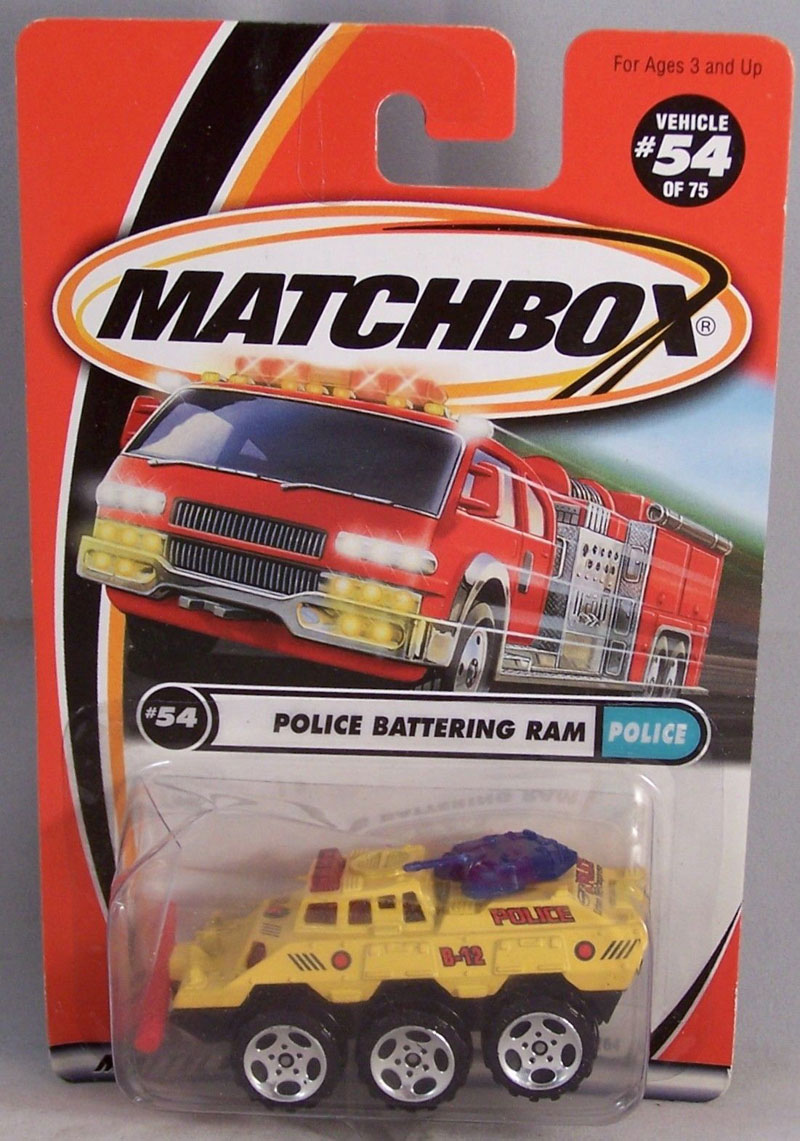 For Ages 3 and Up
VEHICLE
#54
OF 75
MATCHBOX®
#54
POLICE BATTERING RAM
POLICE
POLICE
B-12